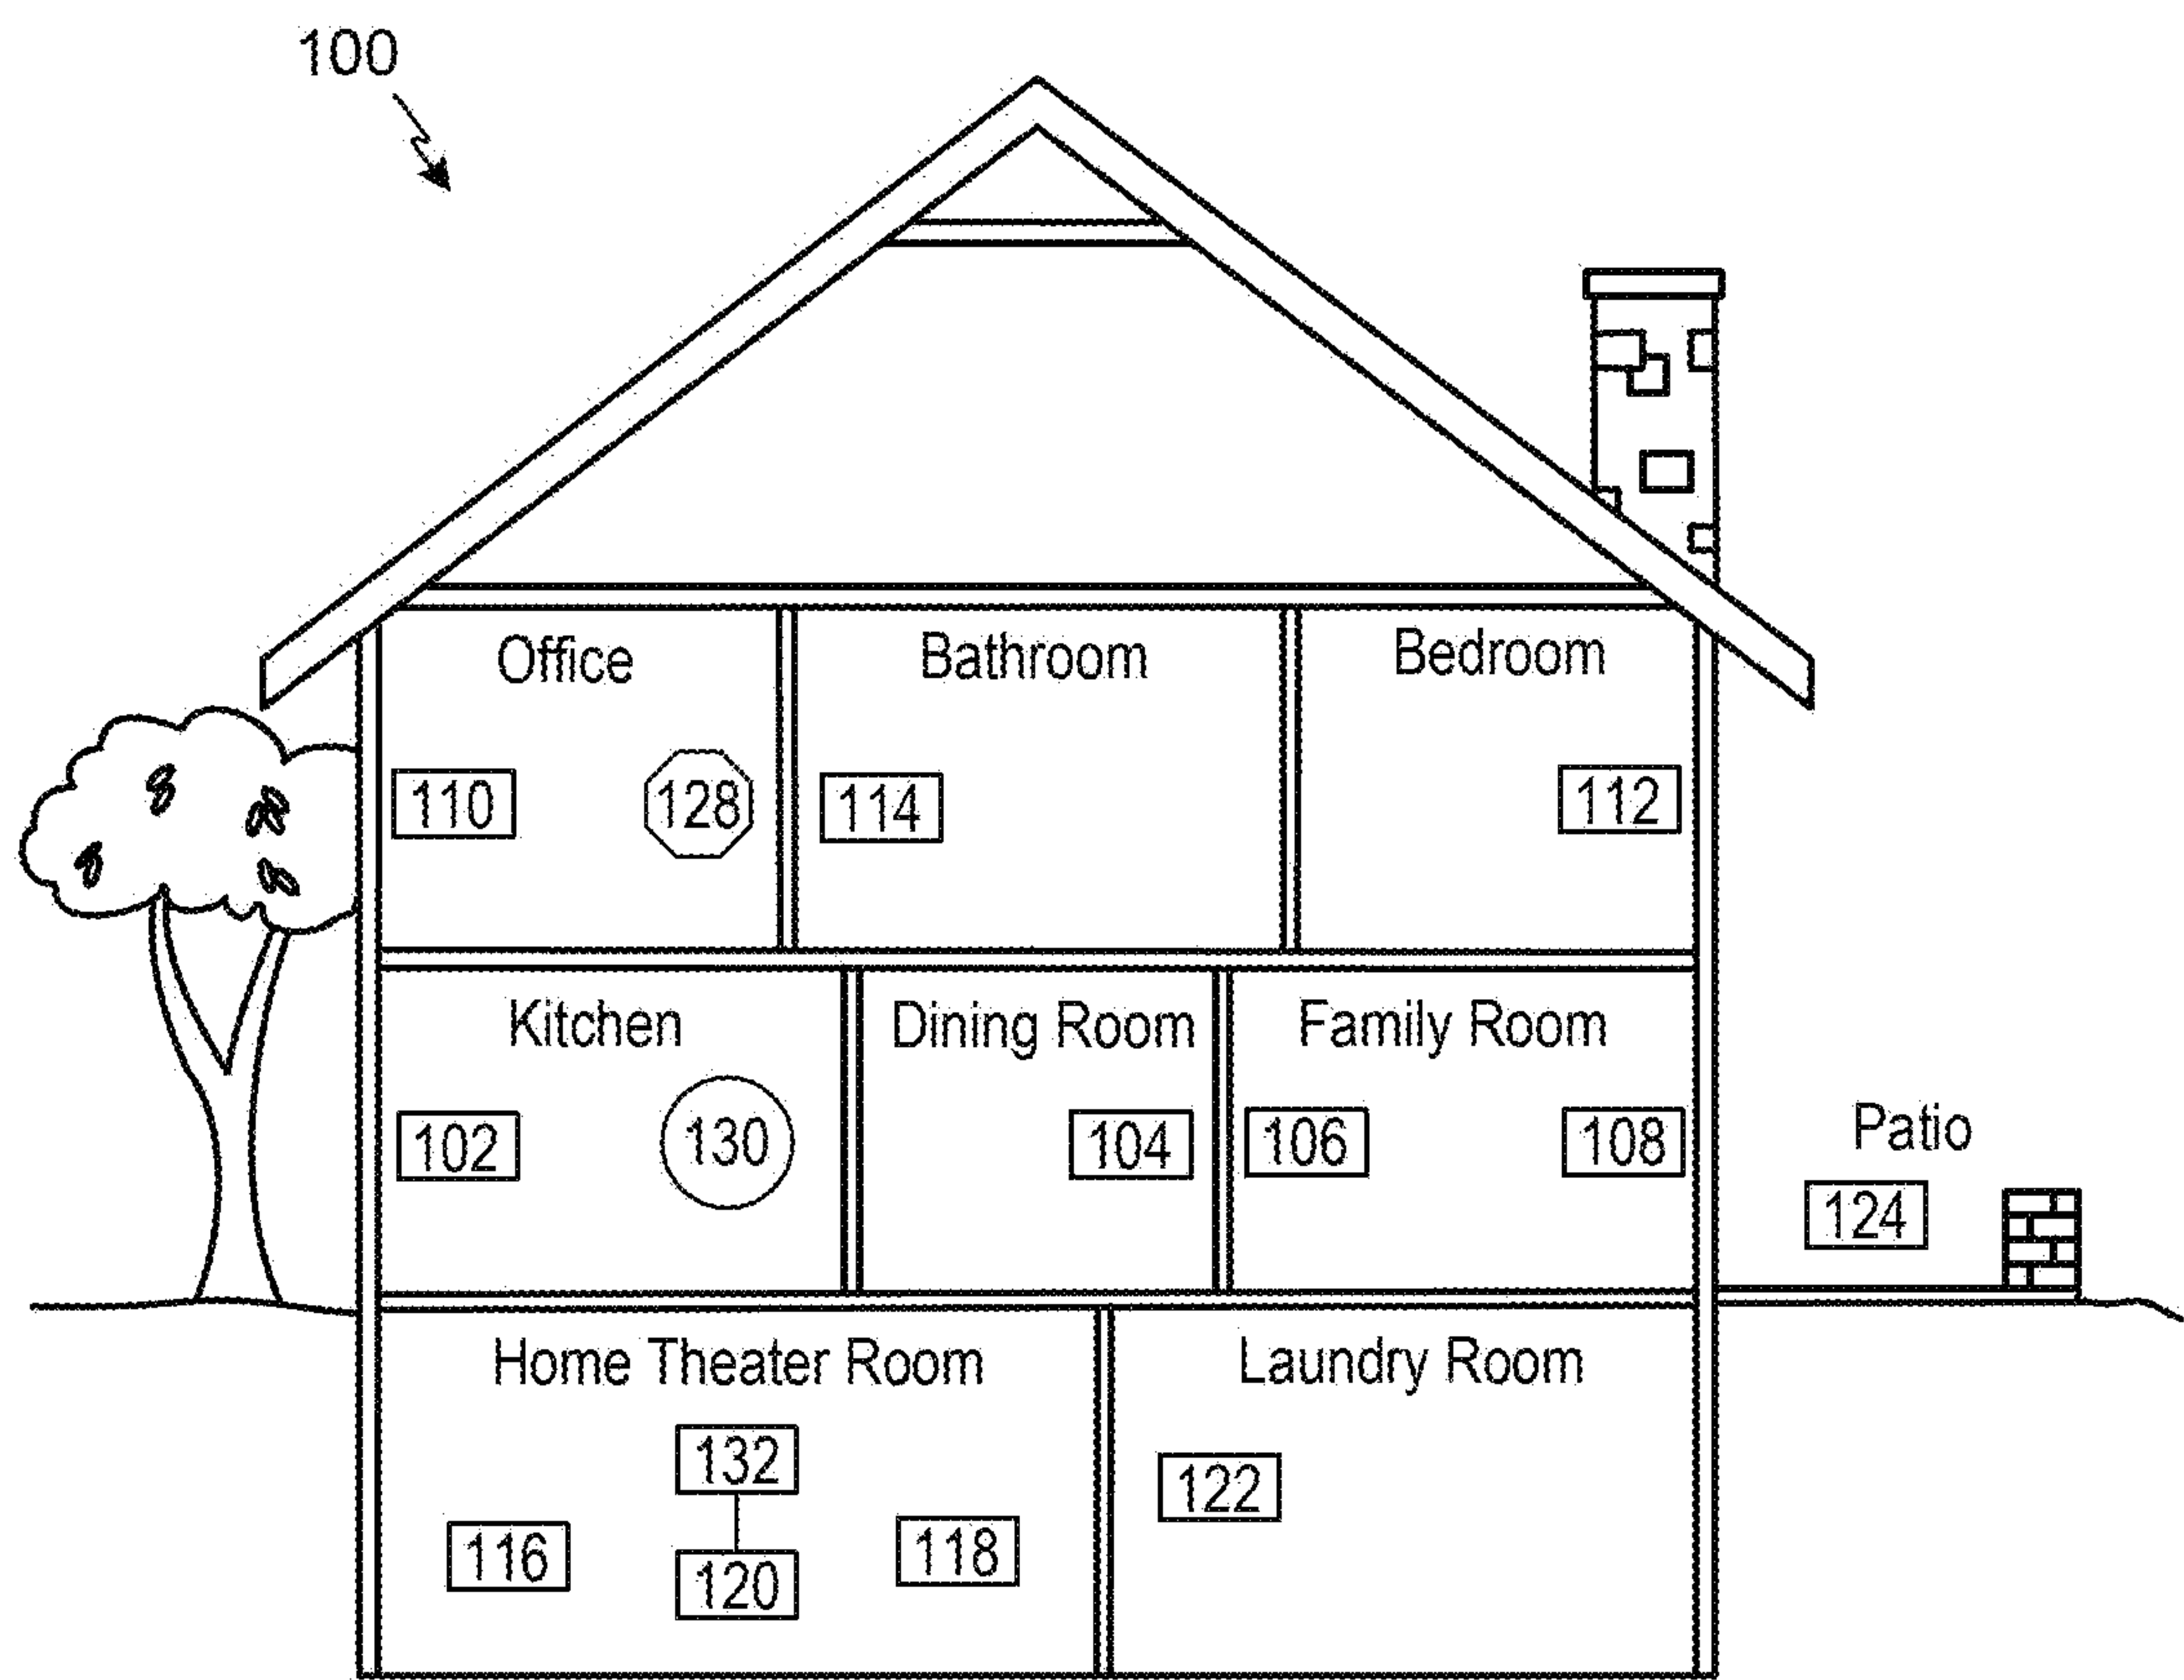 100
Office
Bathroom
Bedroom
110
128
114
112
Kitchen
Dining Room
Family Room
102
130
104
106
108
Patio
124
Home Theater Room
Laundry Room
132
122
116
120
118